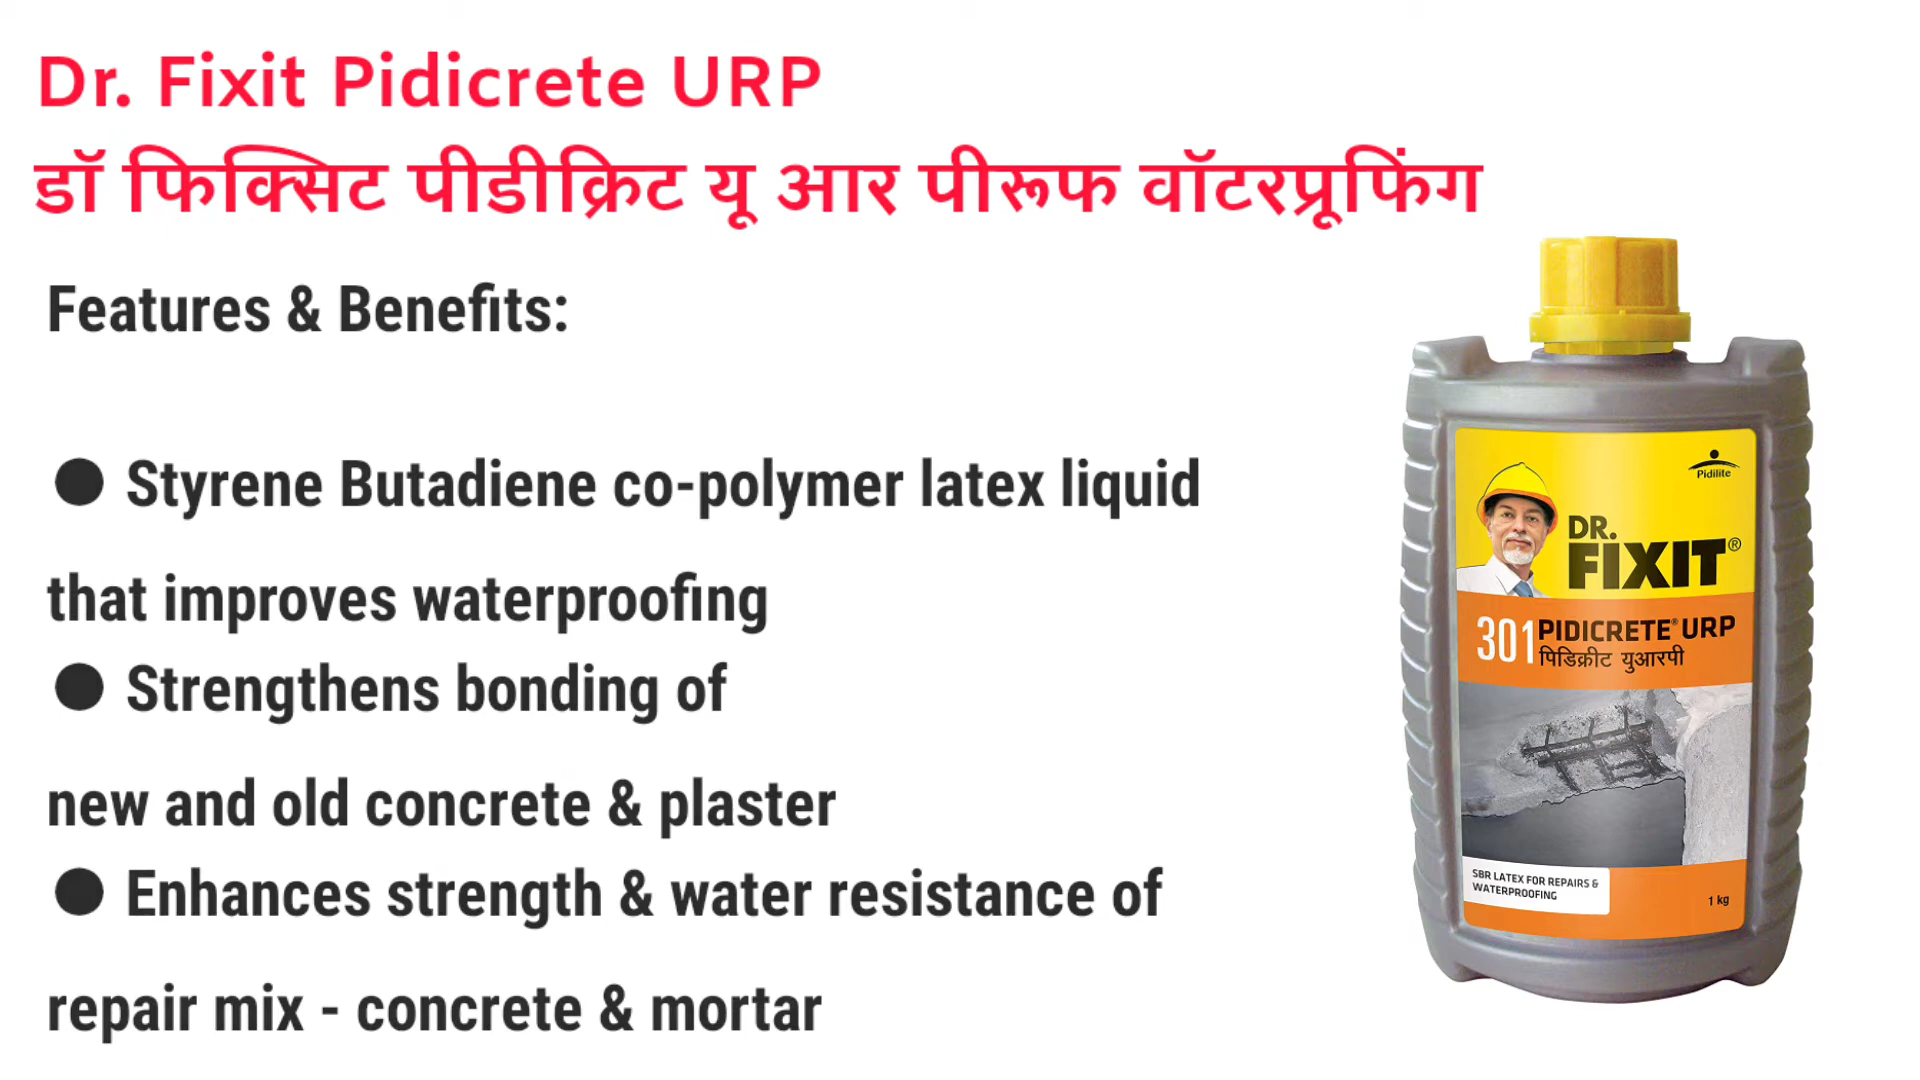 Dr. Fixit Pidicrete URP
डॉ फिक्सिट पीडीक्रिट यू आर पीरूफ वॉटरप्रूफिंग
Features & Benefits:
● Styrene Butadiene co-polymer latex liquid
that improves waterproofing
● Strengthens bonding of
new and old concrete & plaster
● Enhances strength & water resistance of
repair mix - concrete & mortar
Pidilite
DR.
FIXIT®
301 PIDICRETE® URP
पिडिक्रीट युआरपी
SBR LATEX FOR REPAIRS &
WATERPROOFING
1 kg